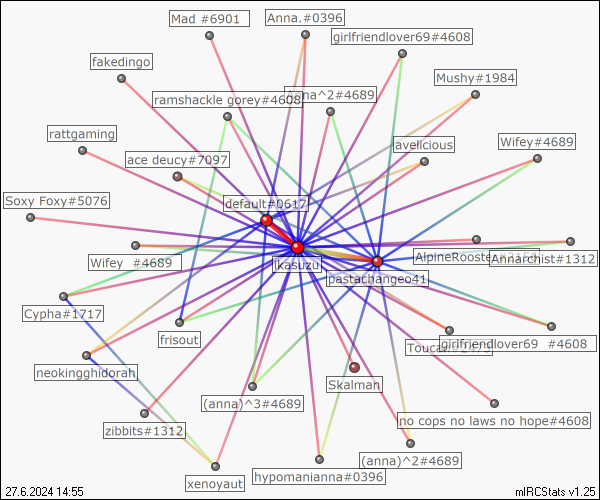 Mad #6901
Anna.#0396
girlfriendlover69#4608
fakedingo
Mushy#1984
ramshackle gorey#4608
nna^2#4689
rattgaming
avelicious
Wifey#4689
ace deucy#7097
Soxy Foxy#5076
default#0617
Wifey #4689
jkasuzu
AlpineRooster
Annarchist#1312
pastachangeo41
Cypha#1717
frisout
Toucan#2475
girlfriendlover69 #4608
neokingghidorah
Skalman
(anna)^3#4689
no cops no laws no hope#4608
zibbits#1312
(anna)^2#4689
xenoyaut
hypomanianna#0396
27.6.2024 14:55
mIRCStats v1.25